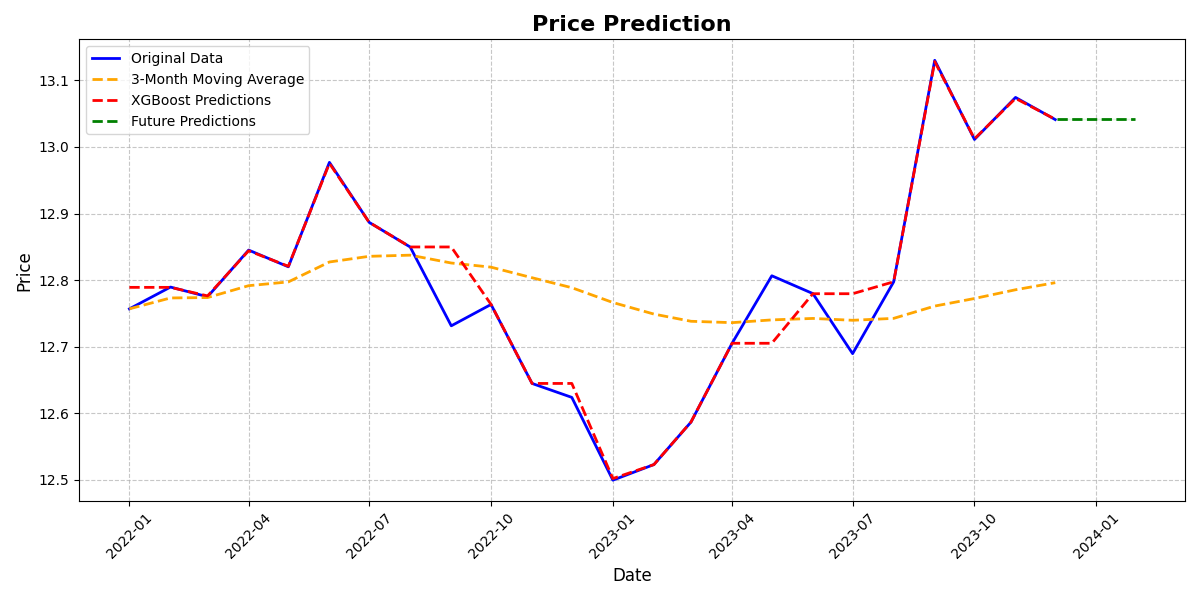 Price Prediction
Original Data
3-Month Moving Average
XGBoost Predictions
Future Predictions
Price
13.1
13.0
12.9
12.8
12.7
12.6
12.5
2022-01
2022-04
2022-07
2022-10
2023-01
2023-04
2023-07
2023-10
2024-01
Date